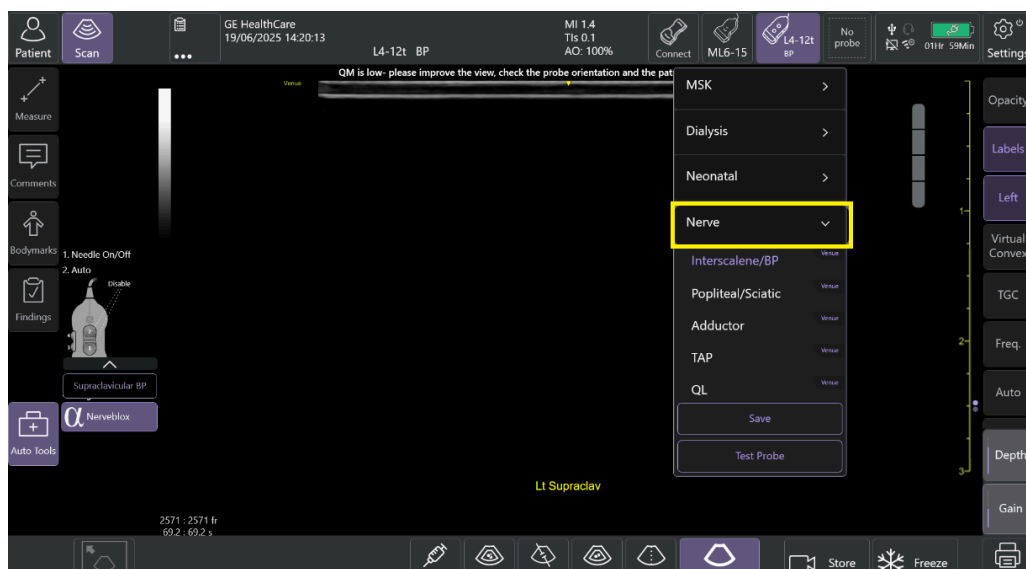 GE HealthCare
19/06/2025 14:20:13
L4-12t BP
MI 1.4
TIs 0.1
AO: 100%
Patient
Scan
Connect
ML6-15
L4-12t
BP
No
probe
01Hr 59Min
Settings
QM is low- please improve the view, check the probe orientation and the pat
Venue
Measure
Comments
Bodymarks
Findings
Auto Tools
1. Needle On/Off
2. Auto
Disable
Supraclavicular BP
α Nerveblox
MSK
Dialysis
Neonatal
Nerve
Interscalene/BP Venue
Popliteal/Sciatic Venue
Adductor Venue
TAP Venue
QL Venue
Save
Test Probe
1
2
3
Opacity
Labels
Left
Virtual
Convex
TGC
Freq.
Auto
Depth
Gain
Lt Supraclav
2571 : 2571 fr
69.2 : 69.2 s
Store
Freeze